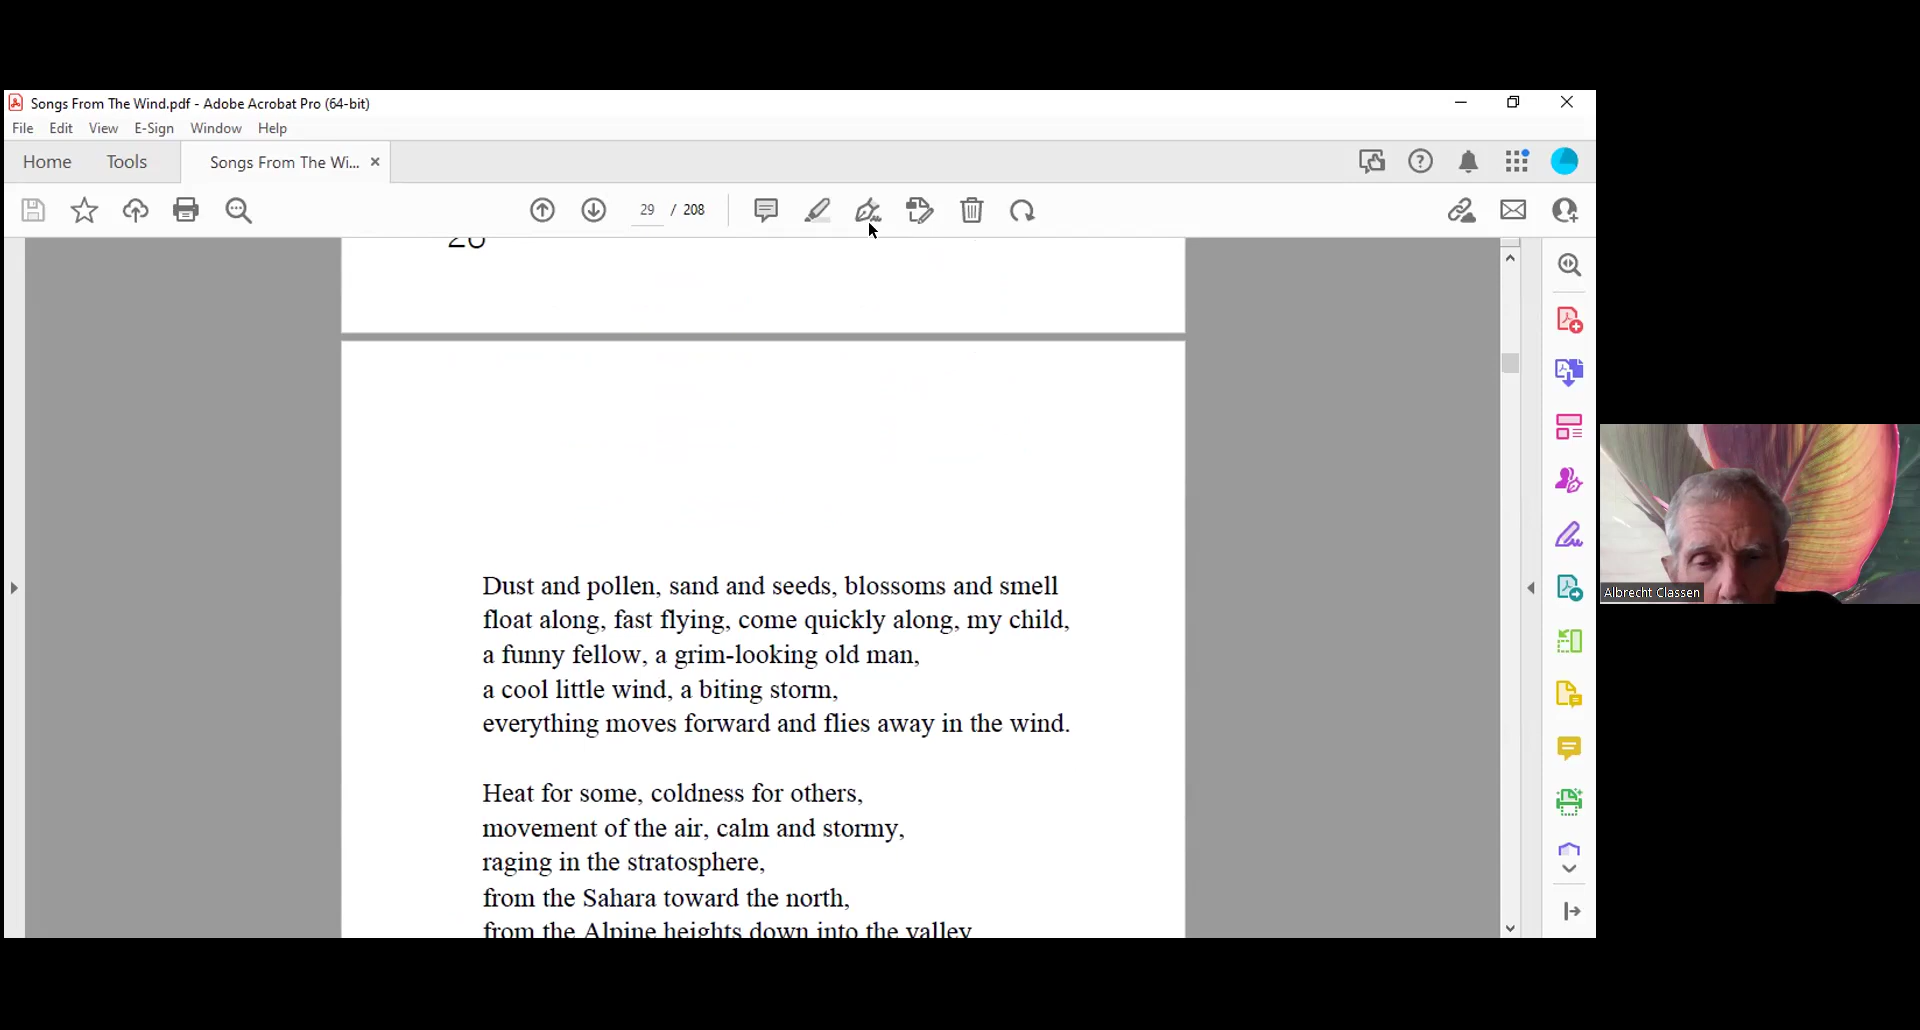 Songs From The Wind.pdf - Adobe Acrobat Pro (64-bit)
File Edit View E-Sign Window Help
Home Tools Songs From The Wi... ×
29 / 208
Dust and pollen, sand and seeds, blossoms and smell
float along, fast flying, come quickly along, my child,
a funny fellow, a grim-looking old man,
a cool little wind, a biting storm,
everything moves forward and flies away in the wind.
Heat for some, coldness for others,
movement of the air, calm and stormy,
raging in the stratosphere,
from the Sahara toward the north,
from the Alpine heights down into the valley
Albrecht Classen